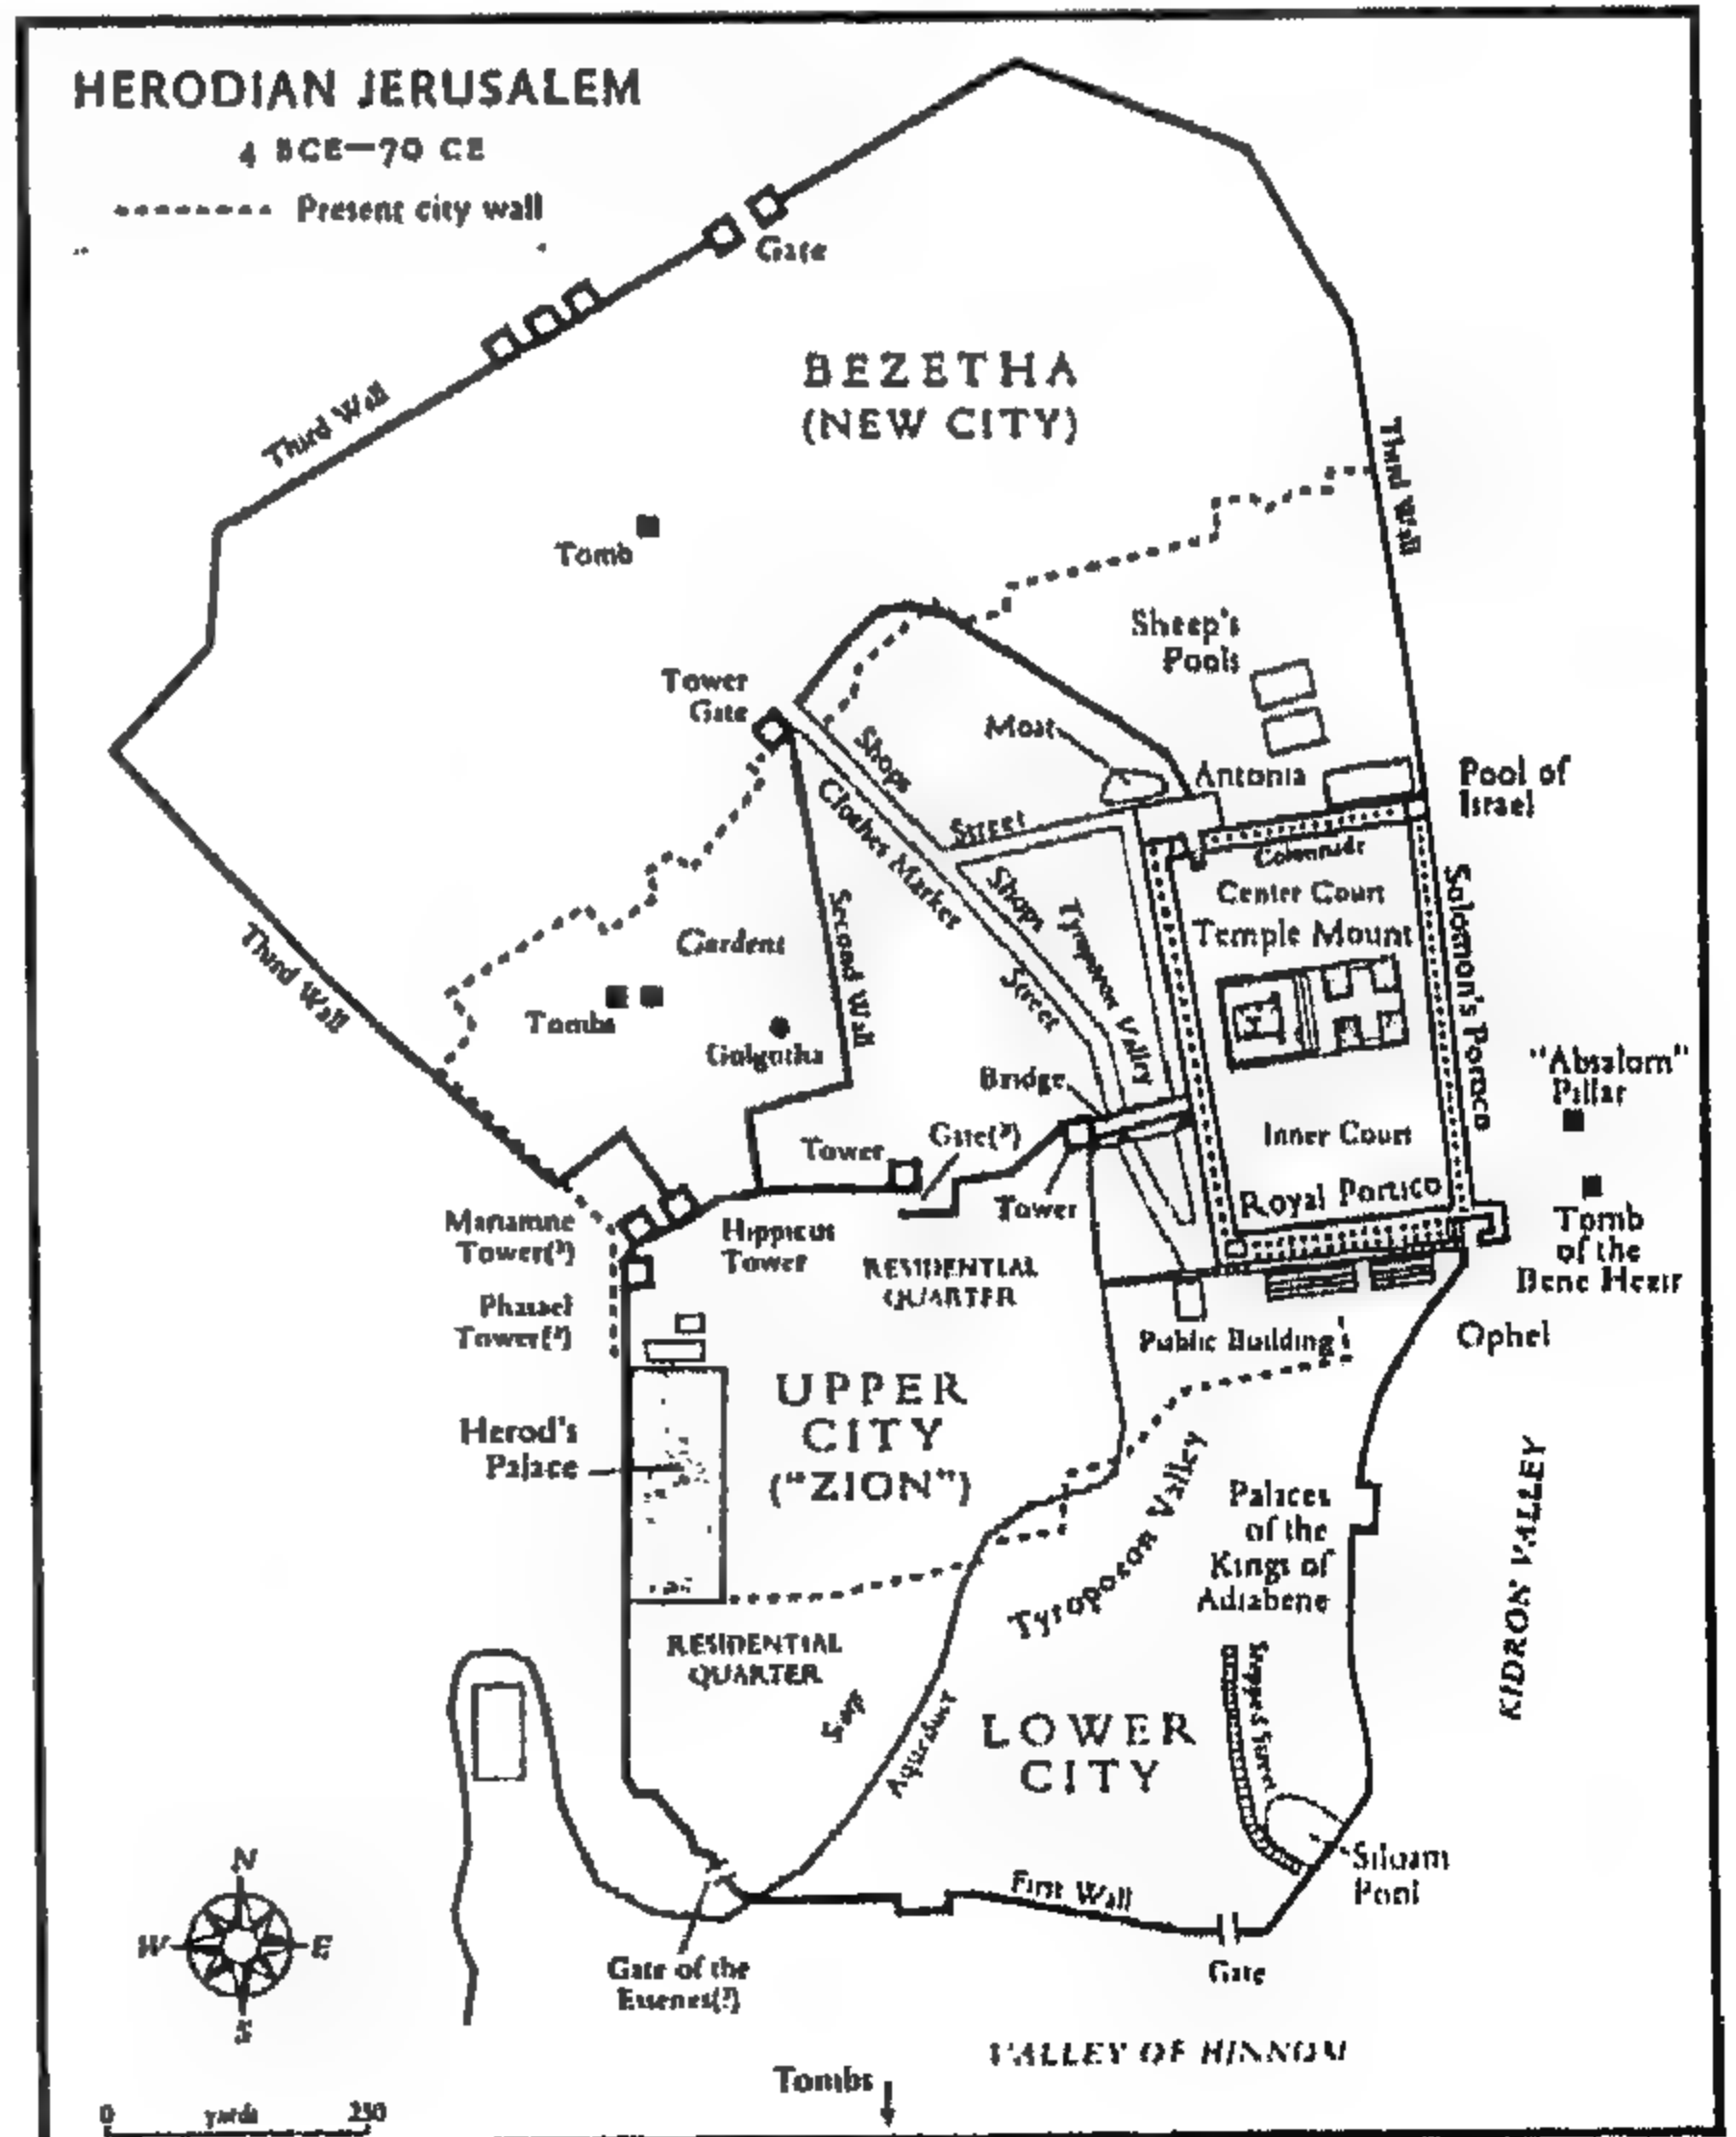 HERODIAN JERUSALEM
4 BCE—70 CE
Present city wall
Gate
Third Wall
BEZETHA
(NEW CITY)
Third Wall
Tomb
Sheep's
Pools
Tower
Gate
Moat
Shops
Antonia
Pool of
Israel
Clothes Market
Street
Street
Shops
Colonnade
Center Court
Temple Mount
Solomon's Portico
Second Wall
Tyropoeon Valley
Third Wall
Gardens
Tombs
Golgotha
Bridge
"Absalom"
Pillar
Inner Court
Gate(?)
Tower
Tower
Royal Portico
Mariamne
Tower(?)
Hippicus
Tower
RESIDENTIAL
QUARTER
Tomb
of the
Bene Hezir
Phasael
Tower(?)
Public Building
Ophel
UPPER
CITY
("ZION")
Herod's
Palace
Tyropoeon Valley
Palaces
of the
Kings of
Adiabene
KIDRON VALLEY
RESIDENTIAL
QUARTER
Aqueduct
LOWER
CITY
Stepped Street
Siloam
Pool
First Wall
N
W
E
S
Gate of the
Essenes(?)
Gate
VALLEY OF HINNOM
Tombs
0 yards 250